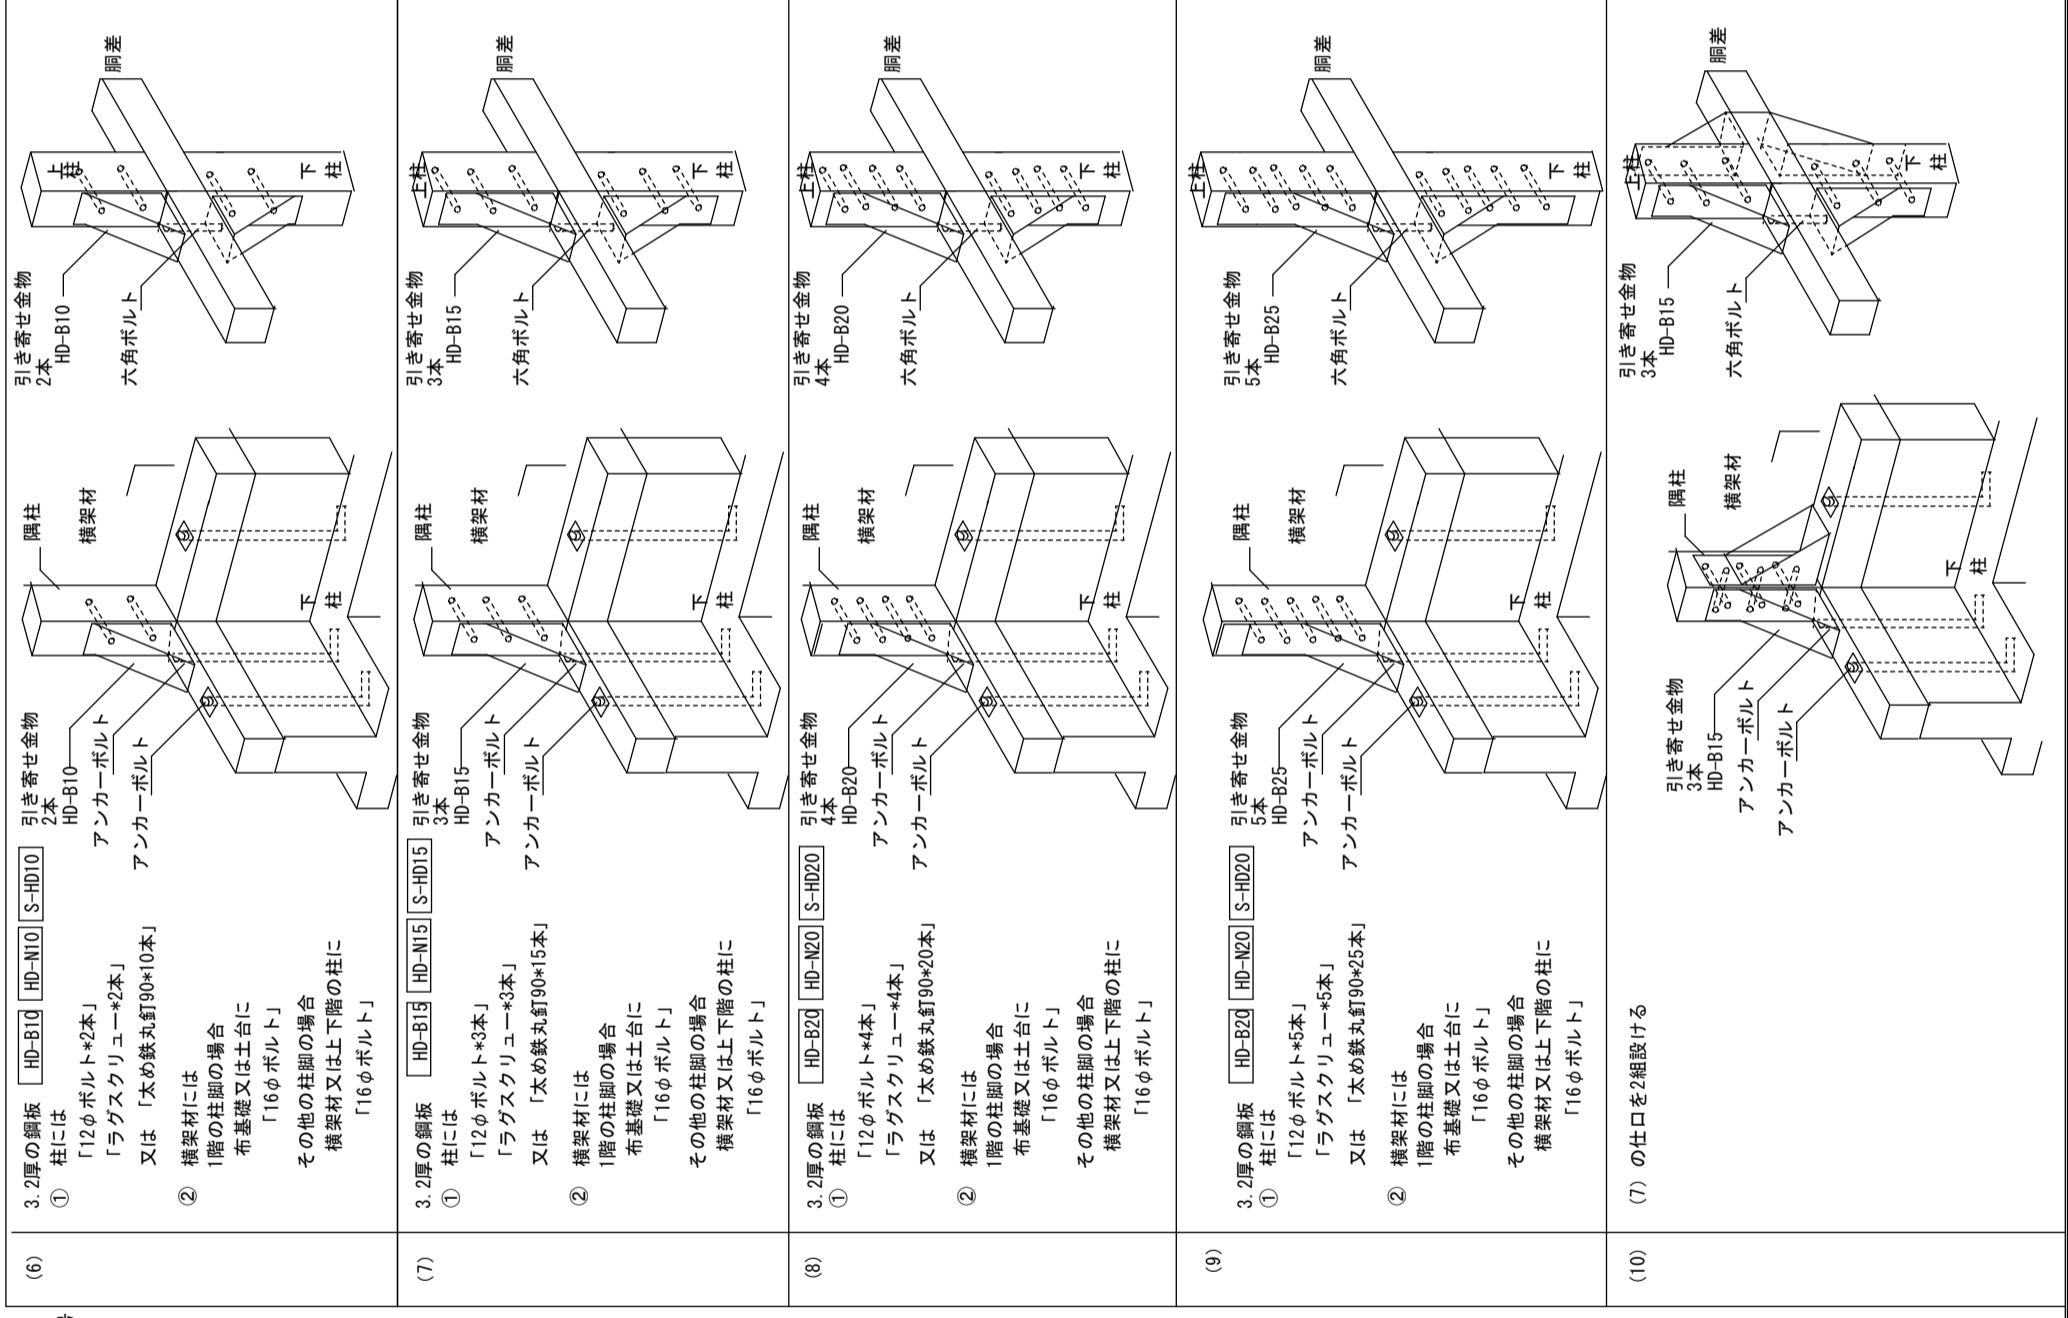 (6)
3.2厚の鋼板 HD-B10 HD-N10 S-HD10
① 柱には
「12φボルト*2本」
「ラグスクリュー*2本」
又は 「太め鉄丸釘90*10本」
② 横架材には
1階の柱脚の場合
布基礎又は土台に
「16φボルト」
その他の柱脚の場合
横架材又は上下階の柱に
「16φボルト」
引き寄せ金物
2本
HD-B10
アンカーボルト
アンカーボルト
隅柱
横架材
下
柱
引き寄せ金物
2本
HD-B10
六角ボルト
上
柱
胴差
下
柱
(7)
3.2厚の鋼板 HD-B15 HD-N15 S-HD15
① 柱には
「12φボルト*3本」
「ラグスクリュー*3本」
又は 「太め鉄丸釘90*15本」
② 横架材には
1階の柱脚の場合
布基礎又は土台に
「16φボルト」
その他の柱脚の場合
横架材又は上下階の柱に
「16φボルト」
引き寄せ金物
3本
HD-B15
アンカーボルト
アンカーボルト
隅柱
横架材
下
柱
引き寄せ金物
3本
HD-B15
六角ボルト
上柱
胴差
下
柱
(8)
3.2厚の鋼板 HD-B20 HD-N20 S-HD20
① 柱には
「12φボルト*4本」
「ラグスクリュー*4本」
又は 「太め鉄丸釘90*20本」
② 横架材には
1階の柱脚の場合
布基礎又は土台に
「16φボルト」
その他の柱脚の場合
横架材又は上下階の柱に
「16φボルト」
引き寄せ金物
4本
HD-B20
アンカーボルト
アンカーボルト
隅柱
横架材
下
柱
引き寄せ金物
4本
HD-B20
六角ボルト
上柱
胴差
下
柱
(9)
3.2厚の鋼板 HD-B20 HD-N20 S-HD20
① 柱には
「12φボルト*5本」
「ラグスクリュー*5本」
又は 「太め鉄丸釘90*25本」
② 横架材には
1階の柱脚の場合
布基礎又は土台に
「16φボルト」
その他の柱脚の場合
横架材又は上下階の柱に
「16φボルト」
引き寄せ金物
5本
HD-B25
アンカーボルト
アンカーボルト
隅柱
横架材
下
柱
引き寄せ金物
5本
HD-B25
六角ボルト
上柱
胴差
下
柱
(10)
(7) の仕口を2組設ける
引き寄せ金物
3本
HD-B15
アンカーボルト
アンカーボルト
隅柱
横架材
下
柱
引き寄せ金物
3本
HD-B15
六角ボルト
上柱
胴差
下
柱